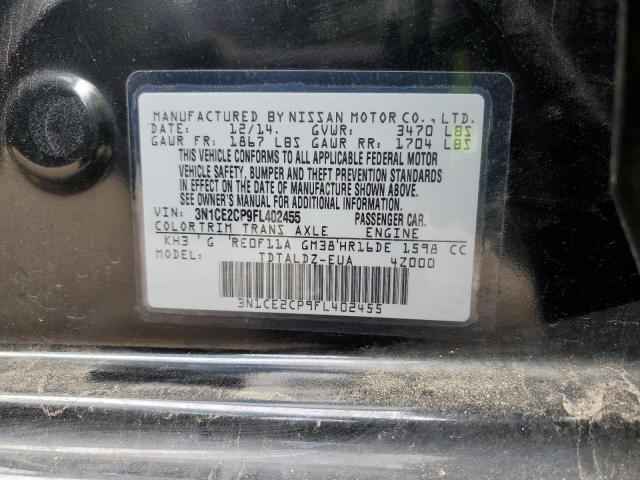 MANUFACTURED BY NISSAN MOTOR CO., LTD.
DATE: 12/14. GVWR: 3470 LBS
GAWR FR: 1867 LBS GAWR RR: 1704 LBS
THIS VEHICLE CONFORMS TO ALL APPLICABLE FEDERAL MOTOR
VEHICLE SAFETY, BUMPER AND THEFT PREVENTION STANDARDS
IN EFFECT ON THE DATE OF MANUFACTURE SHOWN ABOVE.
SEE OWNER'S MANUAL FOR ADDITIONAL INFORMATION.
VIN: 3N1CE2CP9FL402455 PASSENGER CAR.
COLORTRIM TRANS AXLE ENGINE
KH3 'G 'REOF11A GM38'HR16DE 1598 CC
MODEL: TDTALDZ-EUA 4Z000
3N1CE2CP9FL402455